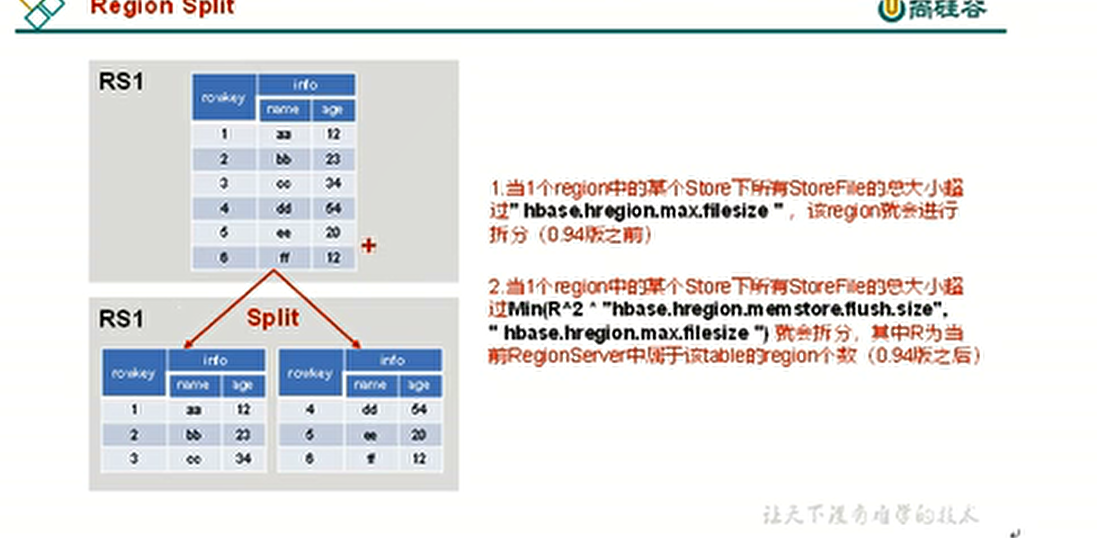 Region Split
尚硅谷
RS1
rowkey info
name age
1 aa 12
2 bb 23
3 cc 34
4 dd 54
5 ee 20
6 ff 12
+
RS1
Split
rowkey info
name age
1 aa 12
2 bb 23
3 cc 34
rowkey info
name age
4 dd 54
5 ee 20
6 ff 12
1.当1个region中的某个Store下所有StoreFile的总大小超
过" hbase.hregion.max.filesize "，该region就会进行
拆分（0.94版之前）
2.当1个region中的某个Store下所有StoreFile的总大小超
过Min(R^2 * "hbase.hregion.memstore.flush.size",
" hbase.hregion.max.filesize ") 就会拆分，其中R为当
前RegionServer中属于该table的region个数（0.94版之后）
让天下没有难学的技术